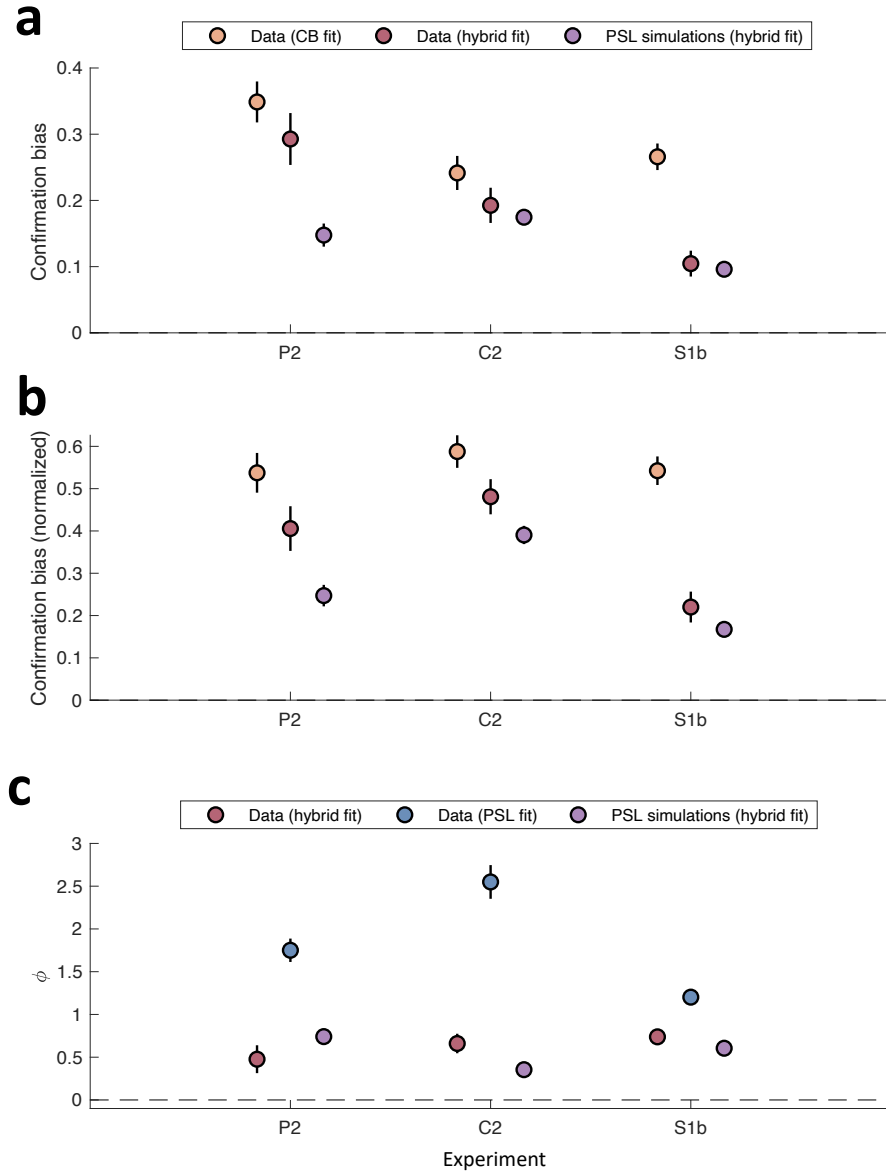 a
Data (CB fit) Data (hybrid fit) PSL simulations (hybrid fit)
Confirmation bias
0.4
0.3
0.2
0.1
0
P2 C2 S1b
b
Confirmation bias (normalized)
0.6
0.5
0.4
0.3
0.2
0.1
0
P2 C2 S1b
c
Data (hybrid fit) Data (PSL fit) PSL simulations (hybrid fit)
ϕ
3
2.5
2
1.5
1
0.5
0
P2 C2 S1b
Experiment